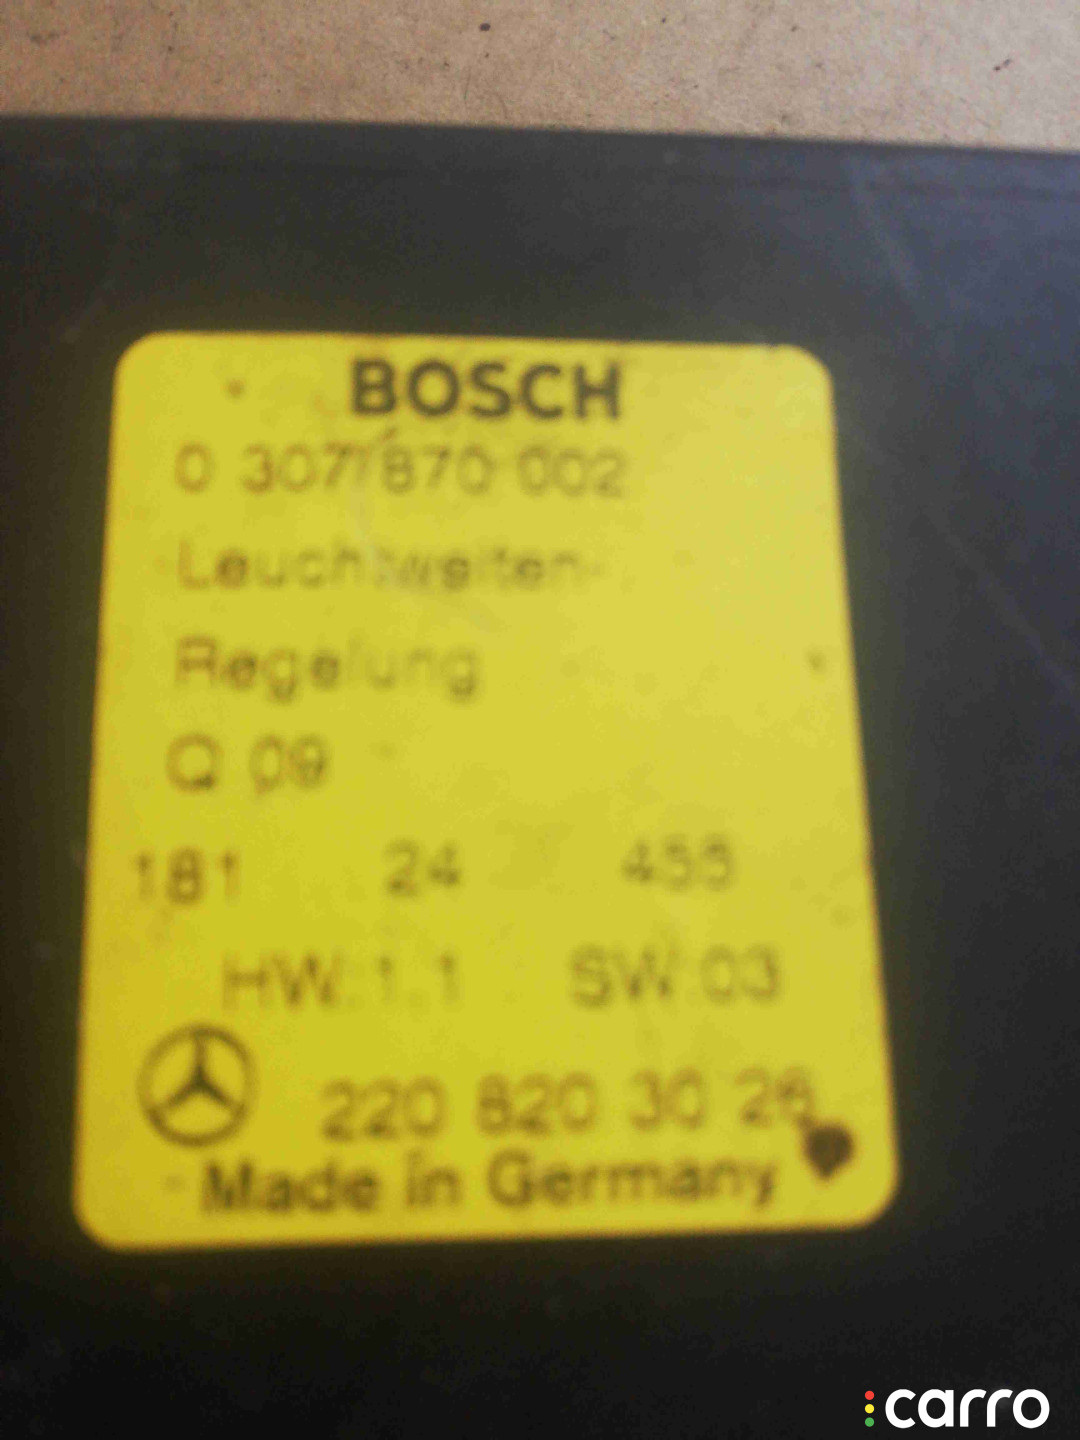 BOSCH
0 307 870 002
Leuchtweiten-
Regelung
Q 09
181 24 455
HW:1.1 SW:03
220 820 30 26
Made in Germany
carro